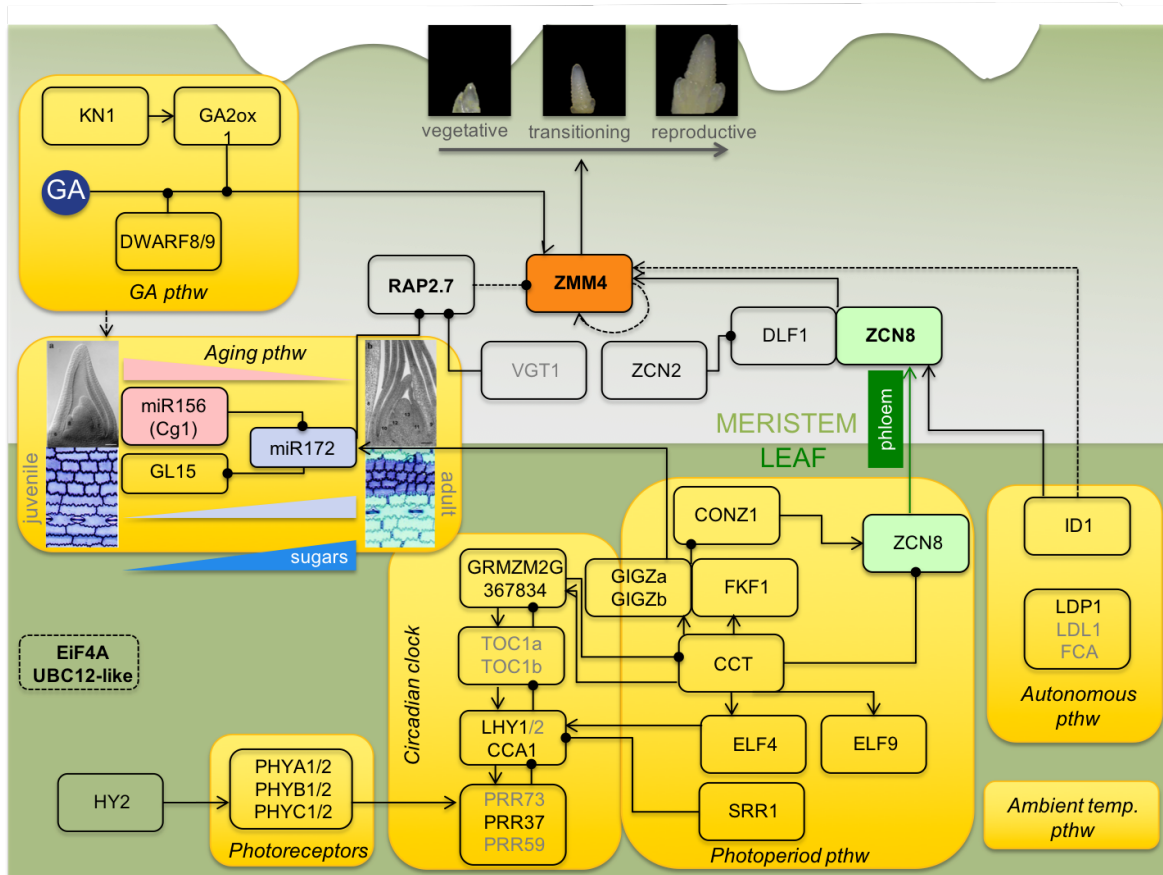 vegetative
transitioning
reproductive
KN1
GA2ox
1
GA
DWARF8/9
GA pthw
RAP2.7
ZMM4
DLF1
ZCN8
VGT1
ZCN2
Aging pthw
a
b
miR156
(Cg1)
miR172
GL15
juvenile
adult
sugars
MERISTEM
LEAF
phloem
CONZ1
ZCN8
GIGZa
GIGZb
FKF1
CCT
ELF4
ELF9
SRR1
Photoperiod pthw
ID1
LDP1
LDL1
FCA
Autonomous
pthw
Ambient temp.
pthw
Circadian clock
GRMZM2G
367834
TOC1a
TOC1b
LHY1/2
CCA1
PRR73
PRR37
PRR59
EiF4A
UBC12-like
HY2
PHYA1/2
PHYB1/2
PHYC1/2
Photoreceptors